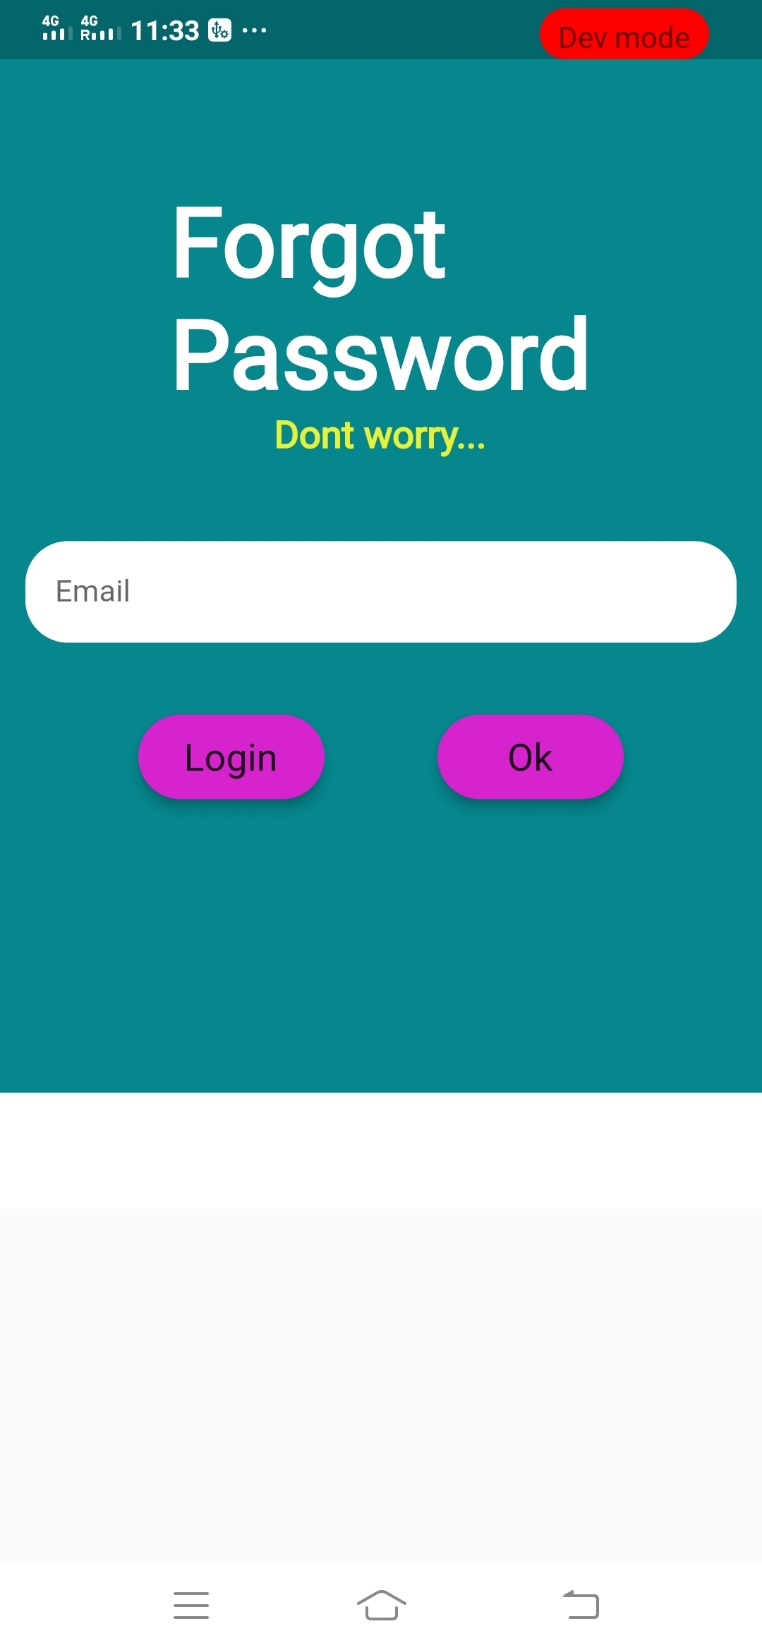 4G 4G R 11:33 ...
Dev mode
Forgot
Password
Dont worry...
Email
Login Ok